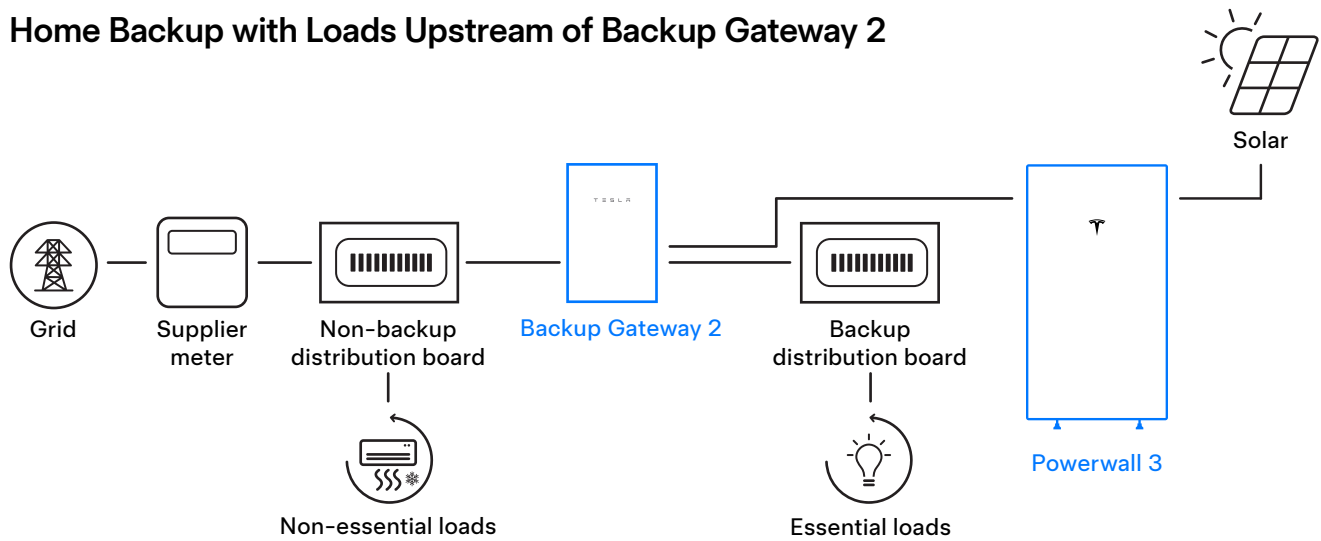 Home Backup with Loads Upstream of Backup Gateway 2
Solar
TESLA
Grid
Supplier
meter
Non-backup
distribution board
Backup Gateway 2
Backup
distribution board
Powerwall 3
Non-essential loads
Essential loads